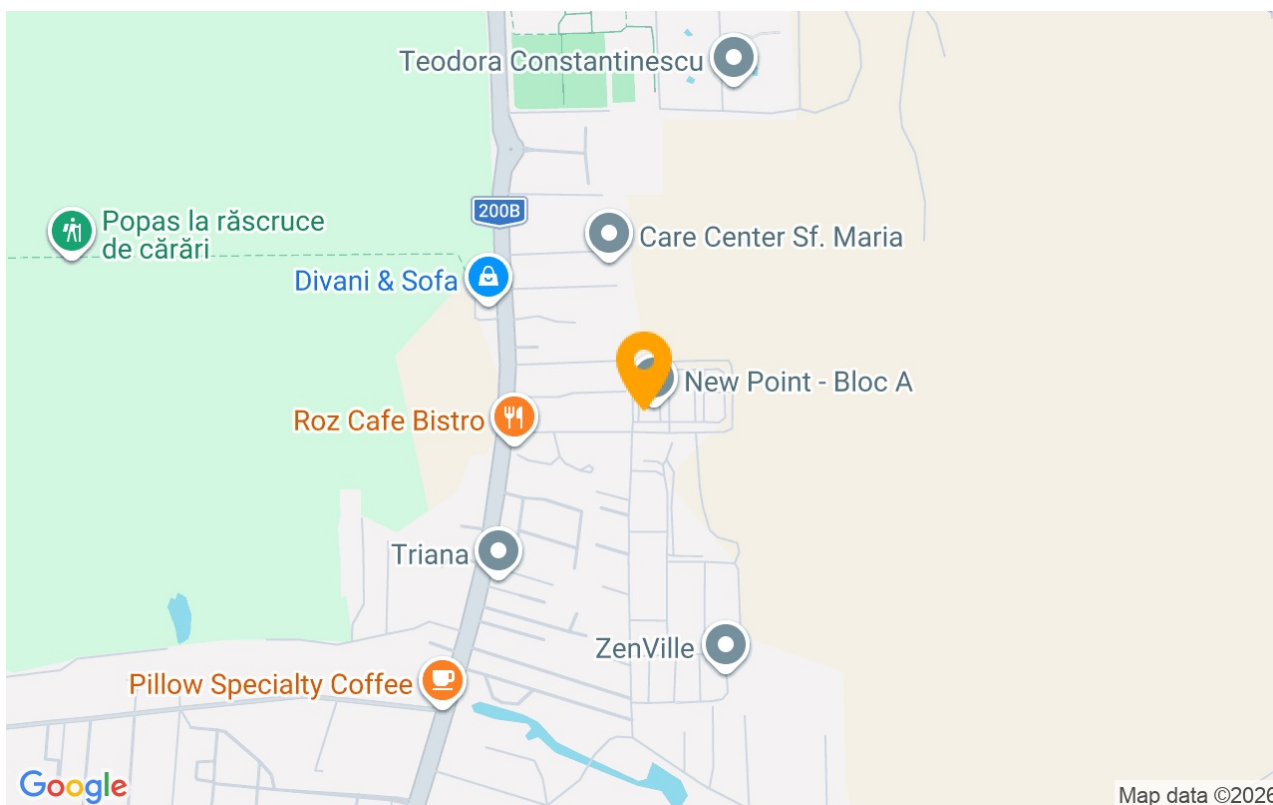 Teodora Constantinescu
200B
Popas la răscruce
de cărări
Care Center Sf. Maria
Divani & Sofa
New Point - Bloc A
Roz Cafe Bistro
Triana
ZenVille
Pillow Specialty Coffee
Google
Map data ©2026